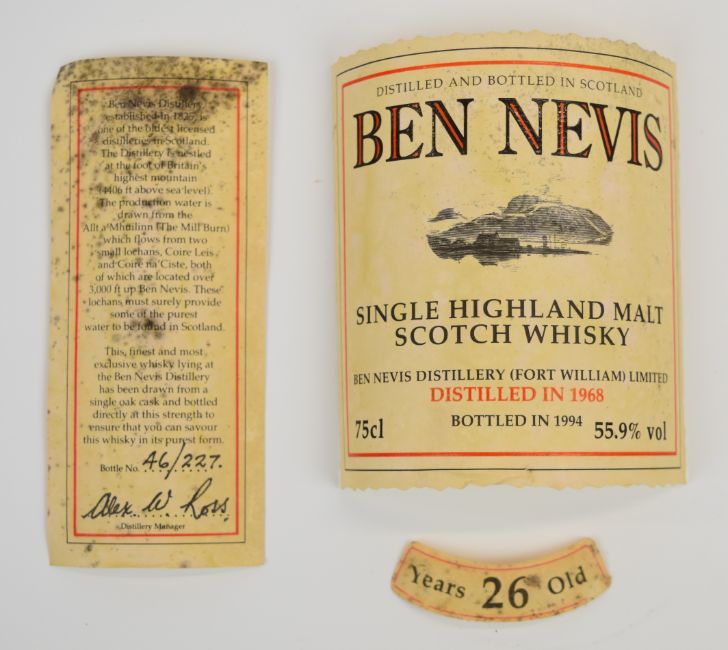 Ben Nevis Distillery
established in 1825, is
one of the oldest licensed
distilleries in Scotland.
The Distillery is nestled
at the foot of Britain's
highest mountain
(4406 ft above sea level).
The production water is
drawn from the
Allt a'Mhuilinn (The Mill Burn)
which flows from two
small lochans, Coire Leis
and Coire na'Ciste, both
of which are located over
3,000 ft up Ben Nevis. These
lochans must surely provide
some of the purest
water to be found in Scotland.
This, finest and most
exclusive whisky lying at
the Ben Nevis Distillery
has been drawn from a
single oak cask and bottled
directly at this strength to
ensure that you can savour
this whisky in its purest form.
Bottle No. 46/227.
Alex W Ross
Distillery Manager
DISTILLED AND BOTTLED IN SCOTLAND
BEN NEVIS
SINGLE HIGHLAND MALT
SCOTCH WHISKY
BEN NEVIS DISTILLERY (FORT WILLIAM) LIMITED
DISTILLED IN 1968
75cl BOTTLED IN 1994 55.9% vol
Years 26 Old